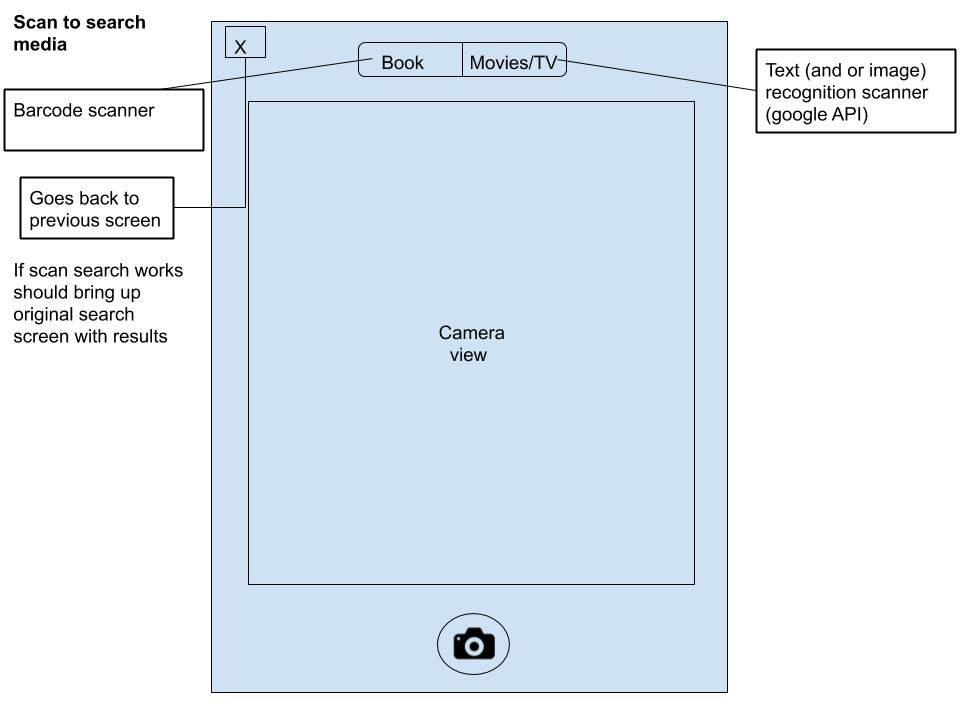 Scan to search
media
X
Book
Movies/TV
Text (and or image)
recognition scanner
(google API)
Barcode scanner
Goes back to
previous screen
If scan search works
should bring up
original search
screen with results
Camera
view